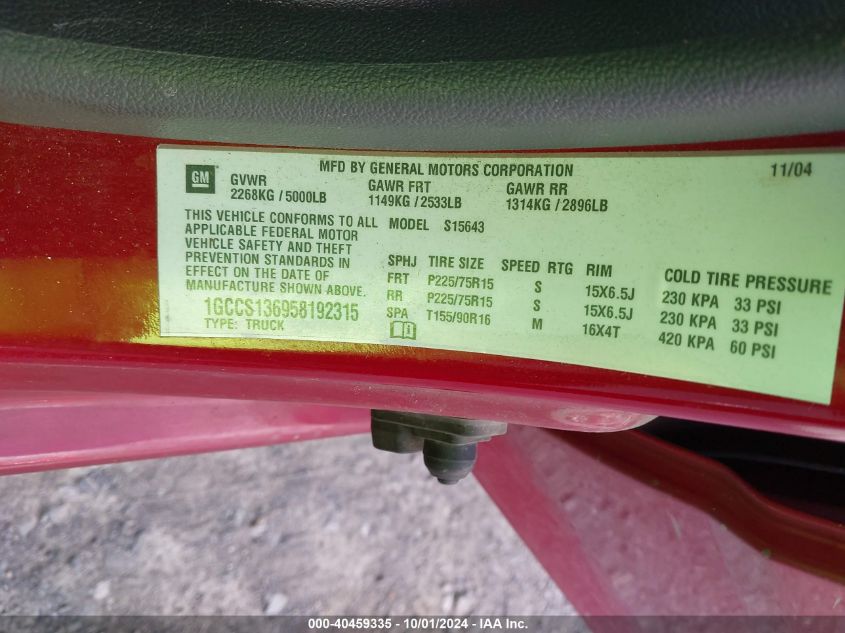 MFD BY GENERAL MOTORS CORPORATION 11/04
GM GVWR GAWR FRT GAWR RR
2268KG / 5000LB 1149KG / 2533LB 1314KG / 2896LB
THIS VEHICLE CONFORMS TO ALL
APPLICABLE FEDERAL MOTOR
VEHICLE SAFETY AND THEFT
PREVENTION STANDARDS IN
EFFECT ON THE DATE OF
MANUFACTURE SHOWN ABOVE.
1GCCS136958192315
TYPE: TRUCK
MODEL S15643
SPHJ TIRE SIZE SPEED RTG RIM COLD TIRE PRESSURE
FRT P225/75R15 S 15X6.5J 230 KPA 33 PSI
RR P225/75R15 S 15X6.5J 230 KPA 33 PSI
SPA T155/90R16 M 16X4T 420 KPA 60 PSI
000-40459335 - 10/01/2024 - IAA Inc.